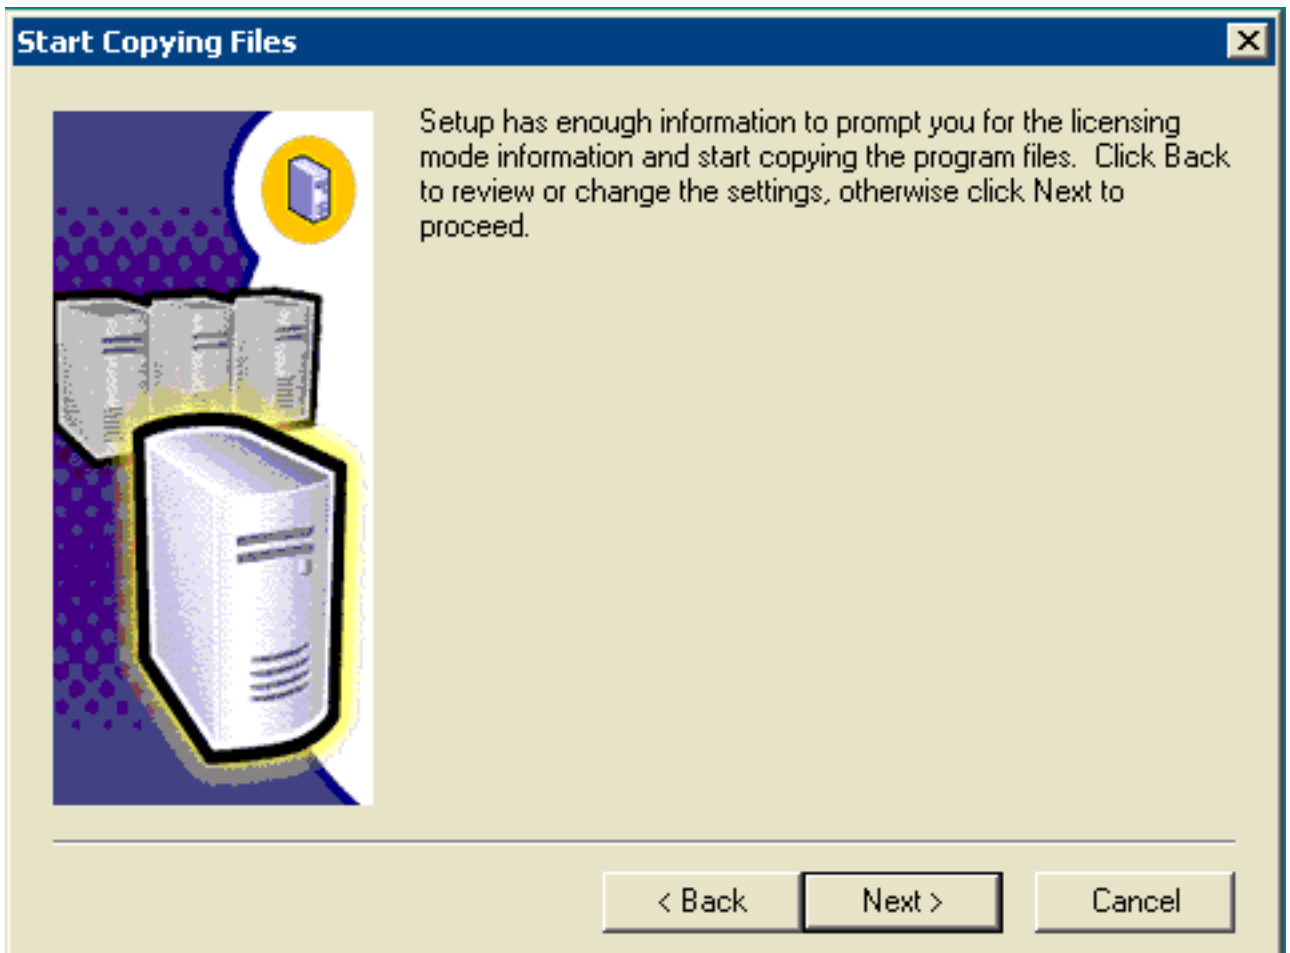 Start Copying Files
Setup has enough information to prompt you for the licensing
mode information and start copying the program files.  Click Back
to review or change the settings, otherwise click Next to
proceed.
< Back
Next >
Cancel